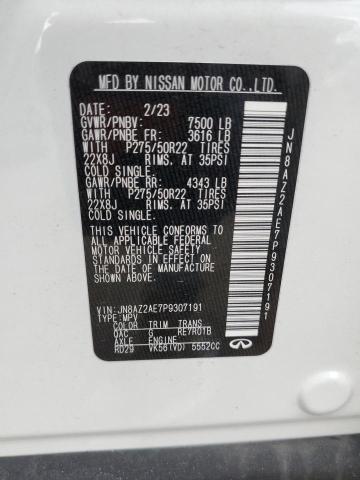 MFD BY NISSAN MOTOR CO.,LTD.
DATE: 2/23
GVWR/PNBV: 7500 LB
GAWR/PNBE FR: 3616 LB
WITH P275/50R22 TIRES
22X8J RIMS. AT 35PSI
COLD SINGLE.
GAWR/PNBE RR: 4343 LB
WITH P275/50R22 TIRES
22X8J RIMS. AT 35PSI
COLD SINGLE.
THIS VEHICLE CONFORMS
TO ALL APPLICABLE FEDERAL
MOTOR VEHICLE SAFETY
STANDARDS IN EFFECT ON
THE DATE OF MANUFACTURE
SHOWN ABOVE.
VIN:JN8AZ2AE7P9307191
TYPE:MPV
COLOR TRIM TRANS
QAC G RE7R01B
AXLE ENGINE
RD29 VK56(VD) 5552CC
JN8AZ2AE7P9307191